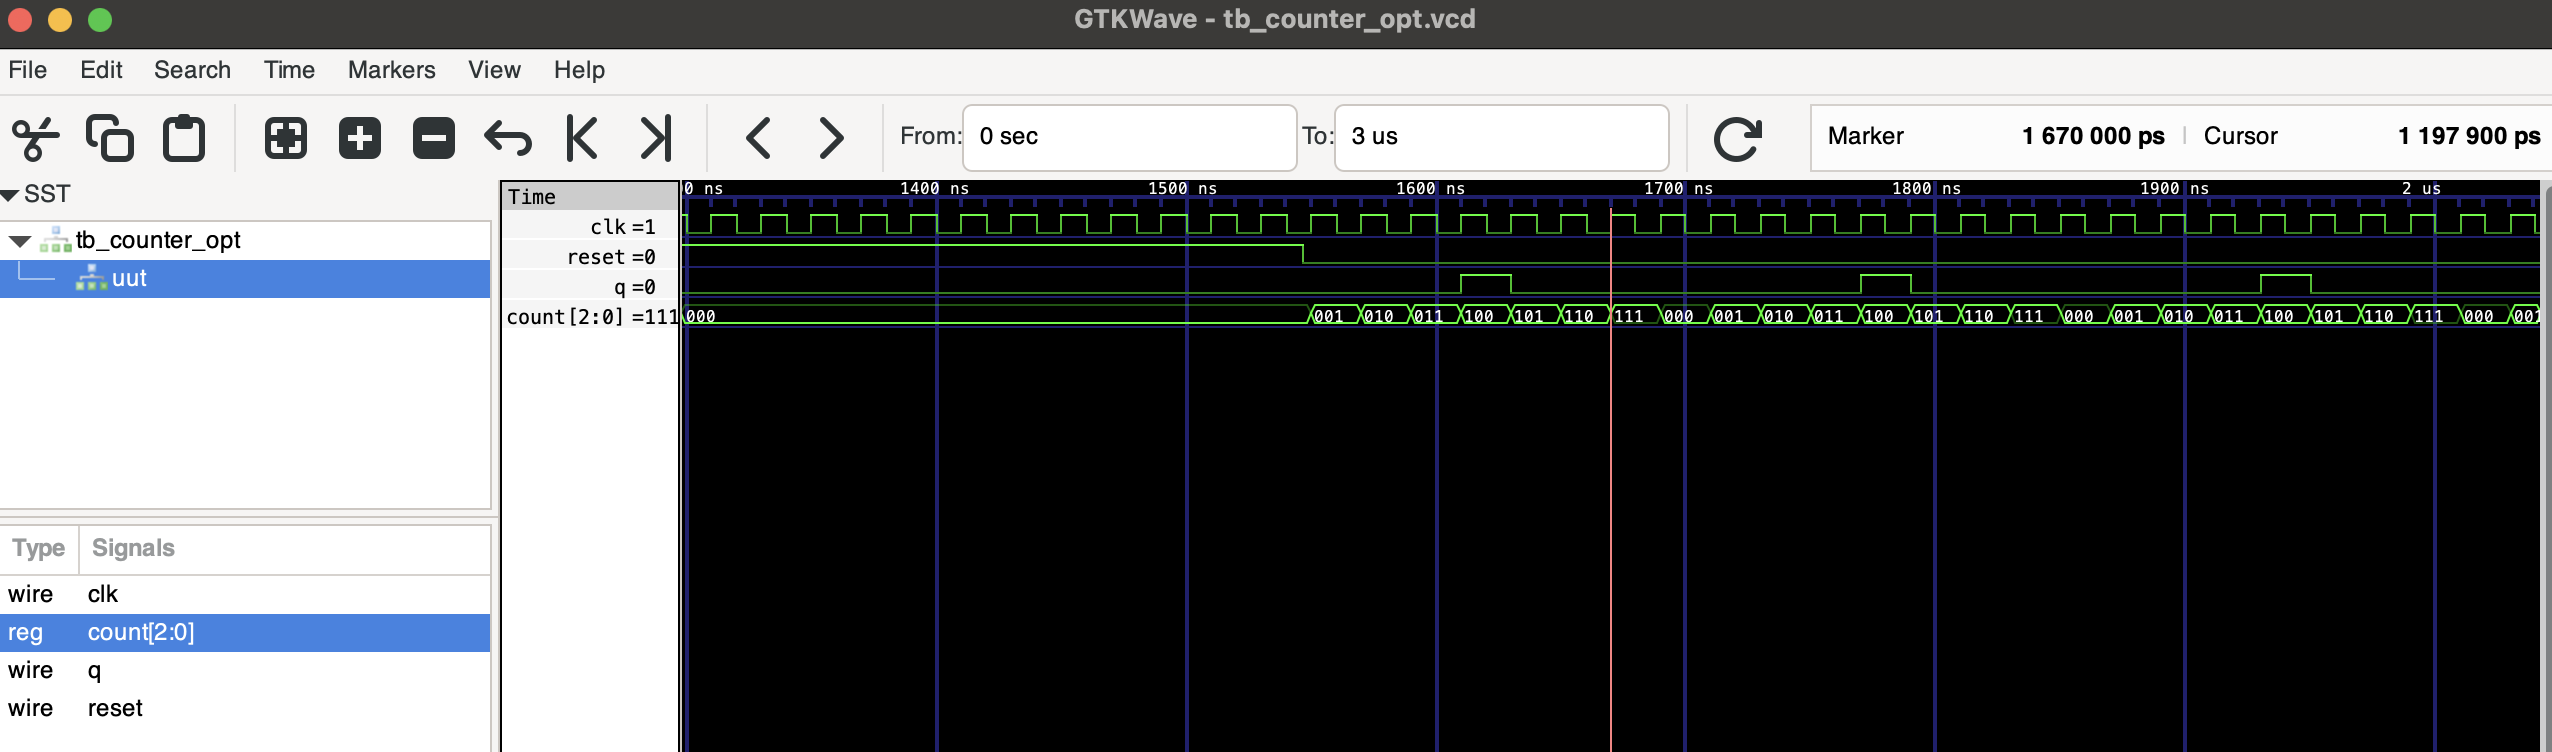 GTKWave - tb_counter_opt.vcd
File Edit Search Time Markers View Help
From: 0 sec To: 3 us Marker 1 670 000 ps | Cursor 1 197 900 ps
SST
tb_counter_opt
uut
Type Signals
wire clk
reg count[2:0]
wire q
wire reset
Time
clk =1
reset =0
q =0
count[2:0] =111
0 ns 1400 ns 1500 ns 1600 ns 1700 ns 1800 ns 1900 ns 2 us
000 001 010 011 100 101 110 111 000 001 010 011 100 101 110 111 000 001 010 011 100 101 110 111 000 001